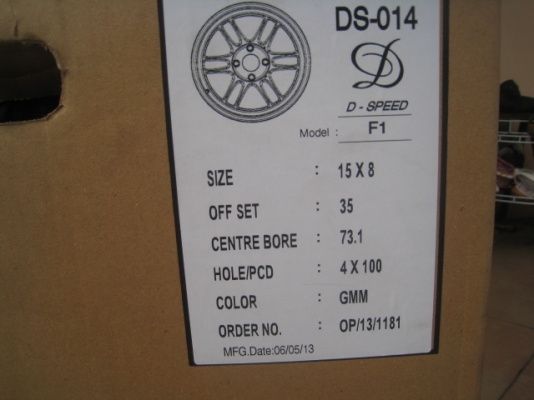 DS-014
D
D - SPEED
Model : F1
SIZE : 15 X 8
OFF SET : 35
CENTRE BORE : 73.1
HOLE/PCD : 4 X 100
COLOR : GMM
ORDER NO. : OP/13/1181
MFG.Date:06/05/13